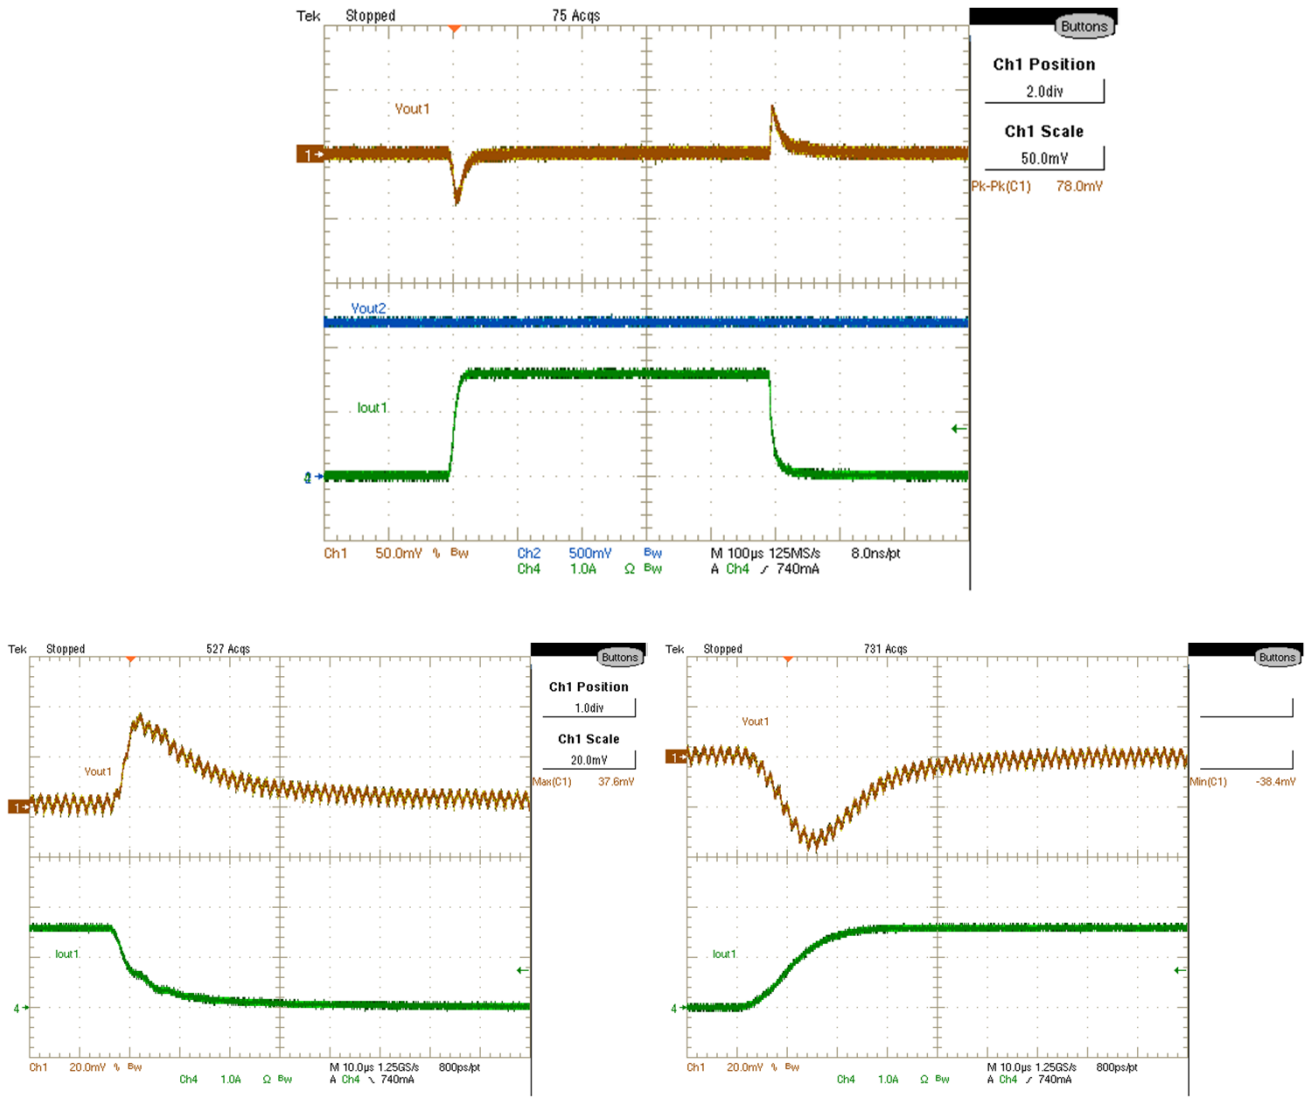 Tek Stopped 75 Acqs
Buttons
Ch1 Position
2.0div
Ch1 Scale
50.0mV
Pk-Pk(C1) 78.0mV
Vout1
1
Vout2
Iout1
Ch1 50.0mV % Bw Ch2 500mV Bw M 100µs 125MS/s 8.0ns/pt
Ch4 1.0A Ω Bw A Ch4 ∕ 740mA
Tek Stopped 527 Acqs
Buttons
Ch1 Position
1.0div
Ch1 Scale
20.0mV
Max(C1) 37.6mV
Vout1
1
Iout1
4
Ch1 20.0mV % Bw M 10.0µs 1.25GS/s 800ps/pt
Ch4 1.0A Ω Bw A Ch4 \ 740mA
Tek Stopped 731 Acqs
Buttons
Vout1
1
Min(C1) -38.4mV
Iout1
4
Ch1 20.0mV % Bw M 10.0µs 1.25GS/s 800ps/pt
Ch4 1.0A Ω Bw A Ch4 ∕ 740mA